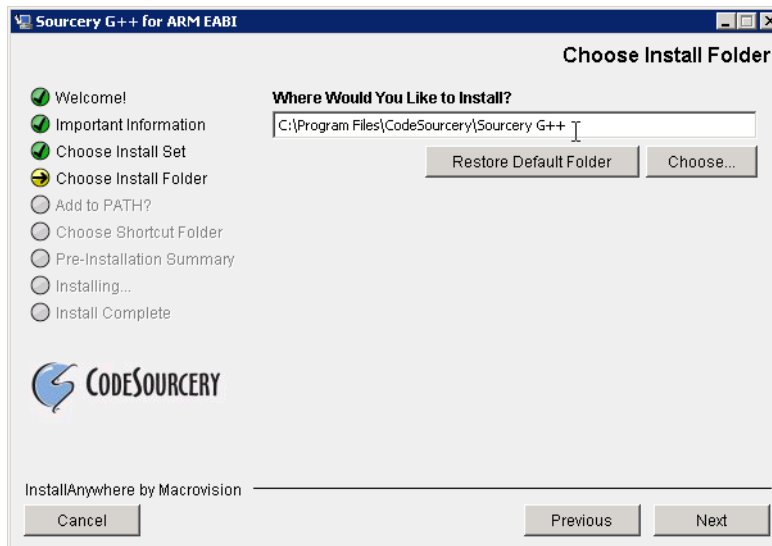 Sourcery G++ for ARM EABI
Choose Install Folder
Welcome!
Important Information
Choose Install Set
Choose Install Folder
Add to PATH?
Choose Shortcut Folder
Pre-Installation Summary
Installing...
Install Complete
Where Would You Like to Install?
C:\Program Files\CodeSourcery\Sourcery G++
Restore Default Folder
Choose...
CODESOURCERY
InstallAnywhere by Macrovision
Cancel
Previous
Next